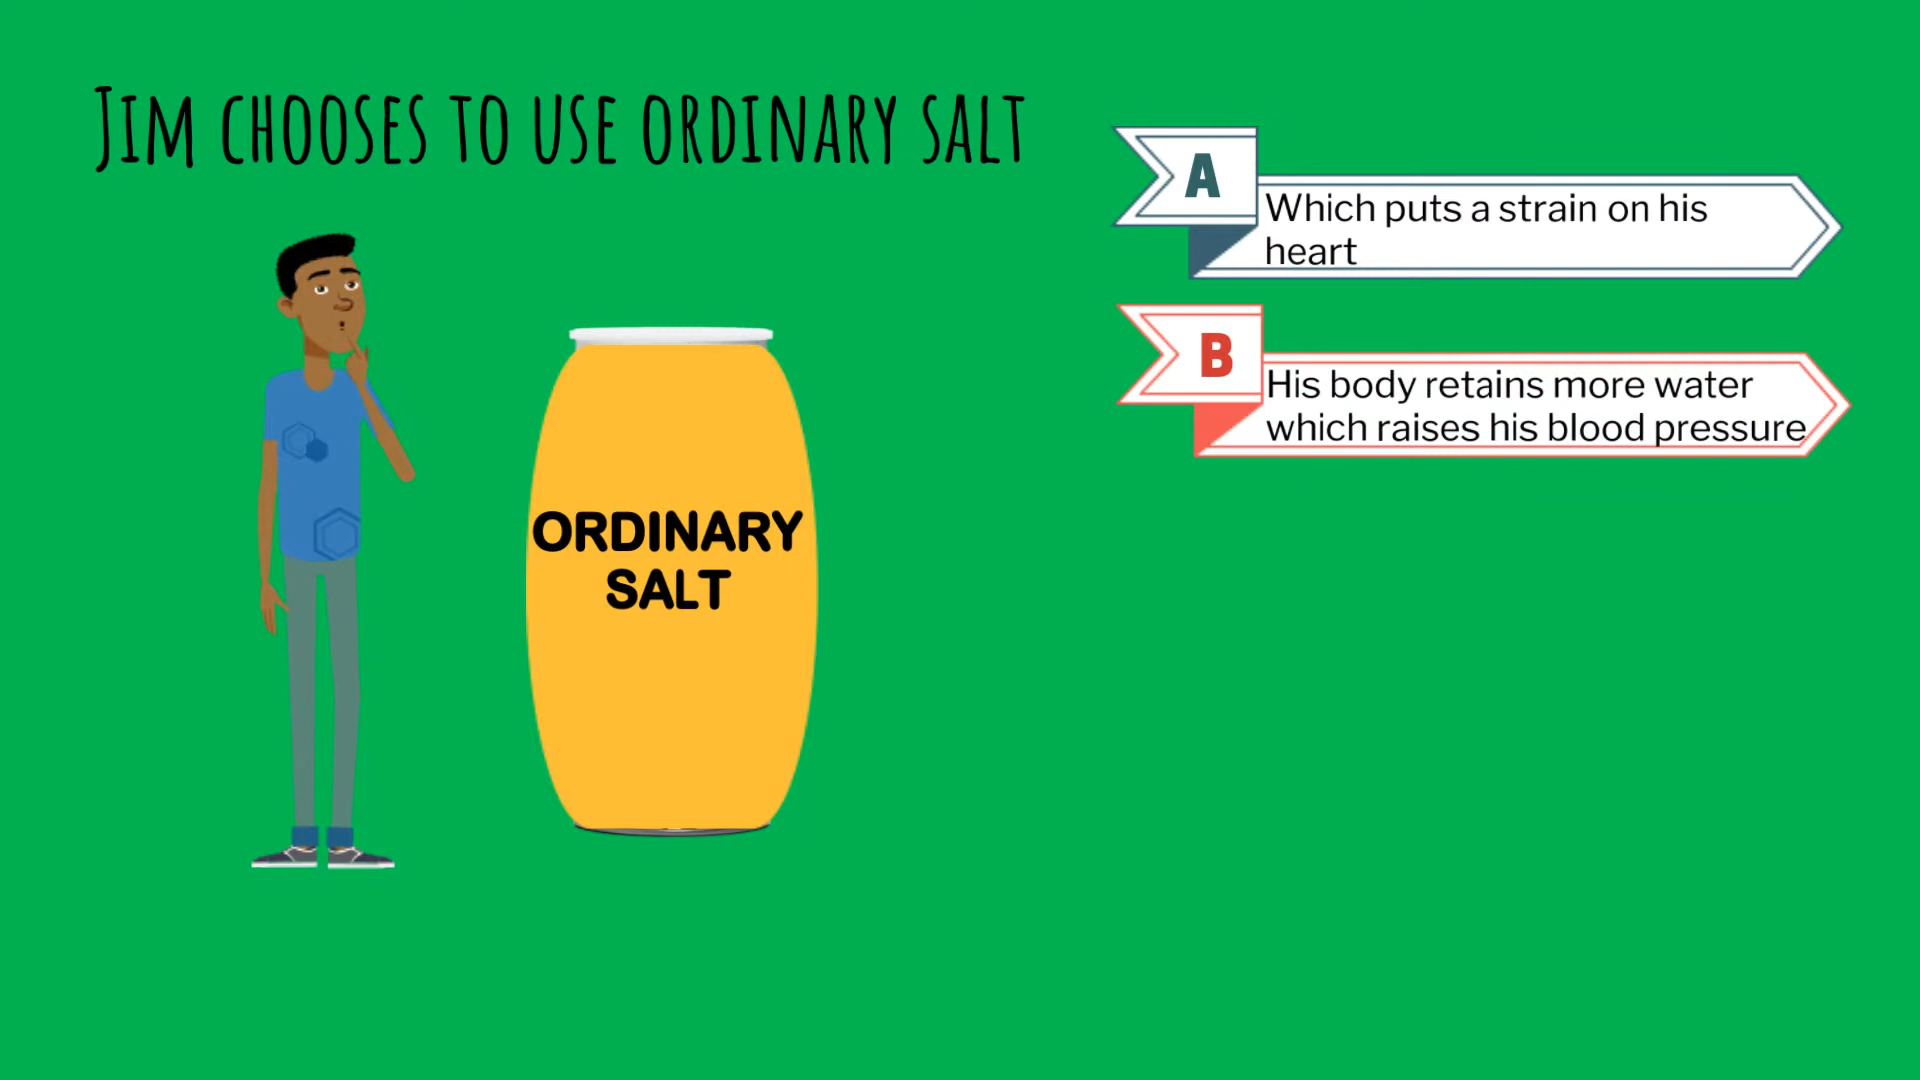 Jim chooses to use ordinary salt
A
Which puts a strain on his
heart
B
His body retains more water
which raises his blood pressure
ORDINARY
SALT